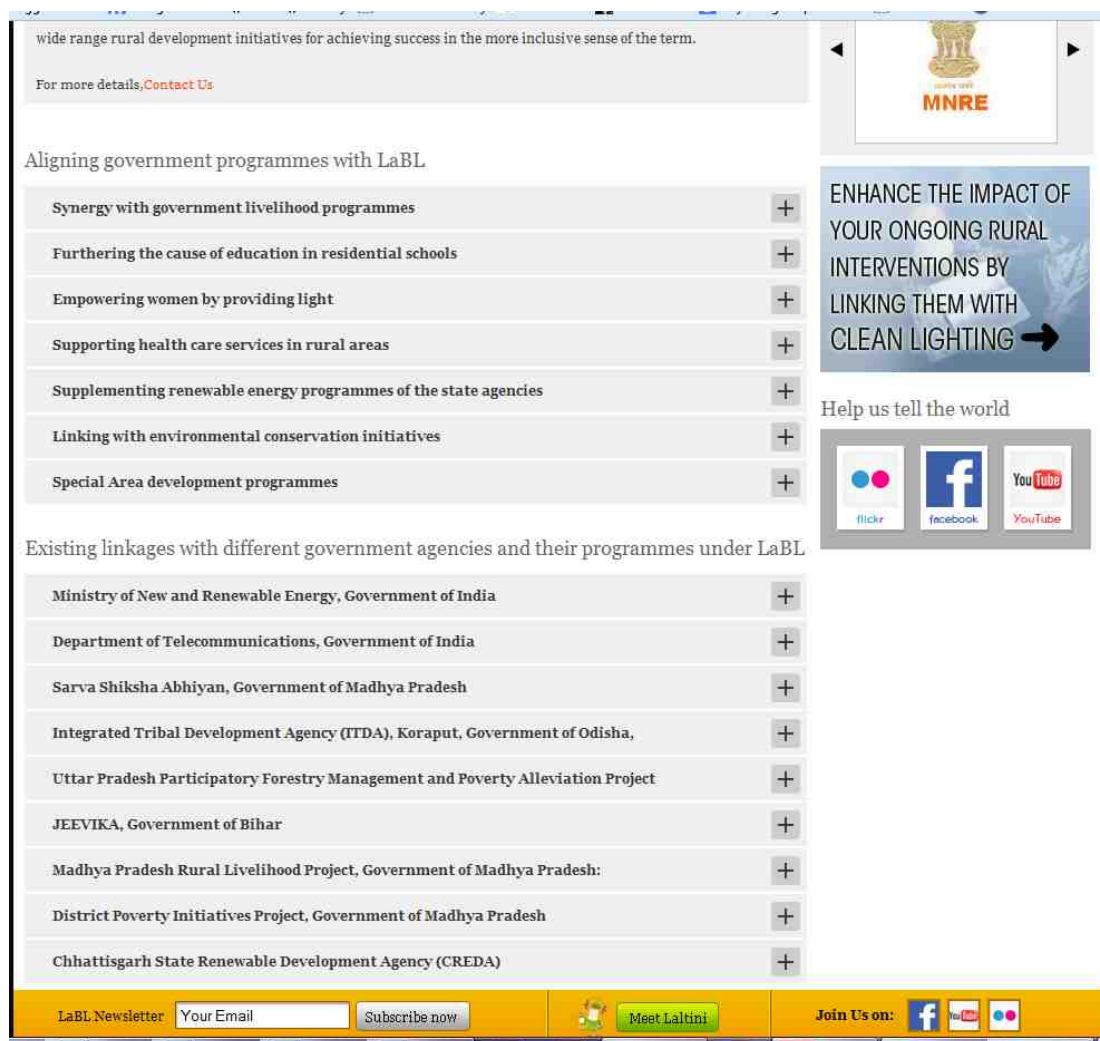 wide range rural development initiatives for achieving success in the more inclusive sense of the term.
For more details,Contact Us
Aligning government programmes with LaBL
Synergy with government livelihood programmes
Furthering the cause of education in residential schools
Empowering women by providing light
Supporting health care services in rural areas
Supplementing renewable energy programmes of the state agencies
Linking with environmental conservation initiatives
Special Area development programmes
Existing linkages with different government agencies and their programmes under LaBL
Ministry of New and Renewable Energy, Government of India
Department of Telecommunications, Government of India
Sarva Shiksha Abhiyan, Government of Madhya Pradesh
Integrated Tribal Development Agency (ITDA), Koraput, Government of Odisha,
Uttar Pradesh Participatory Forestry Management and Poverty Alleviation Project
JEEVIKA, Government of Bihar
Madhya Pradesh Rural Livelihood Project, Government of Madhya Pradesh:
District Poverty Initiatives Project, Government of Madhya Pradesh
Chhattisgarh State Renewable Development Agency (CREDA)
MNRE
ENHANCE THE IMPACT OF
YOUR ONGOING RURAL
INTERVENTIONS BY
LINKING THEM WITH
CLEAN LIGHTING
Help us tell the world
You Tube
flickr facebook YouTube
LaBL Newsletter Your Email Subscribe now Meet Laltini Join Us on: f You Tube